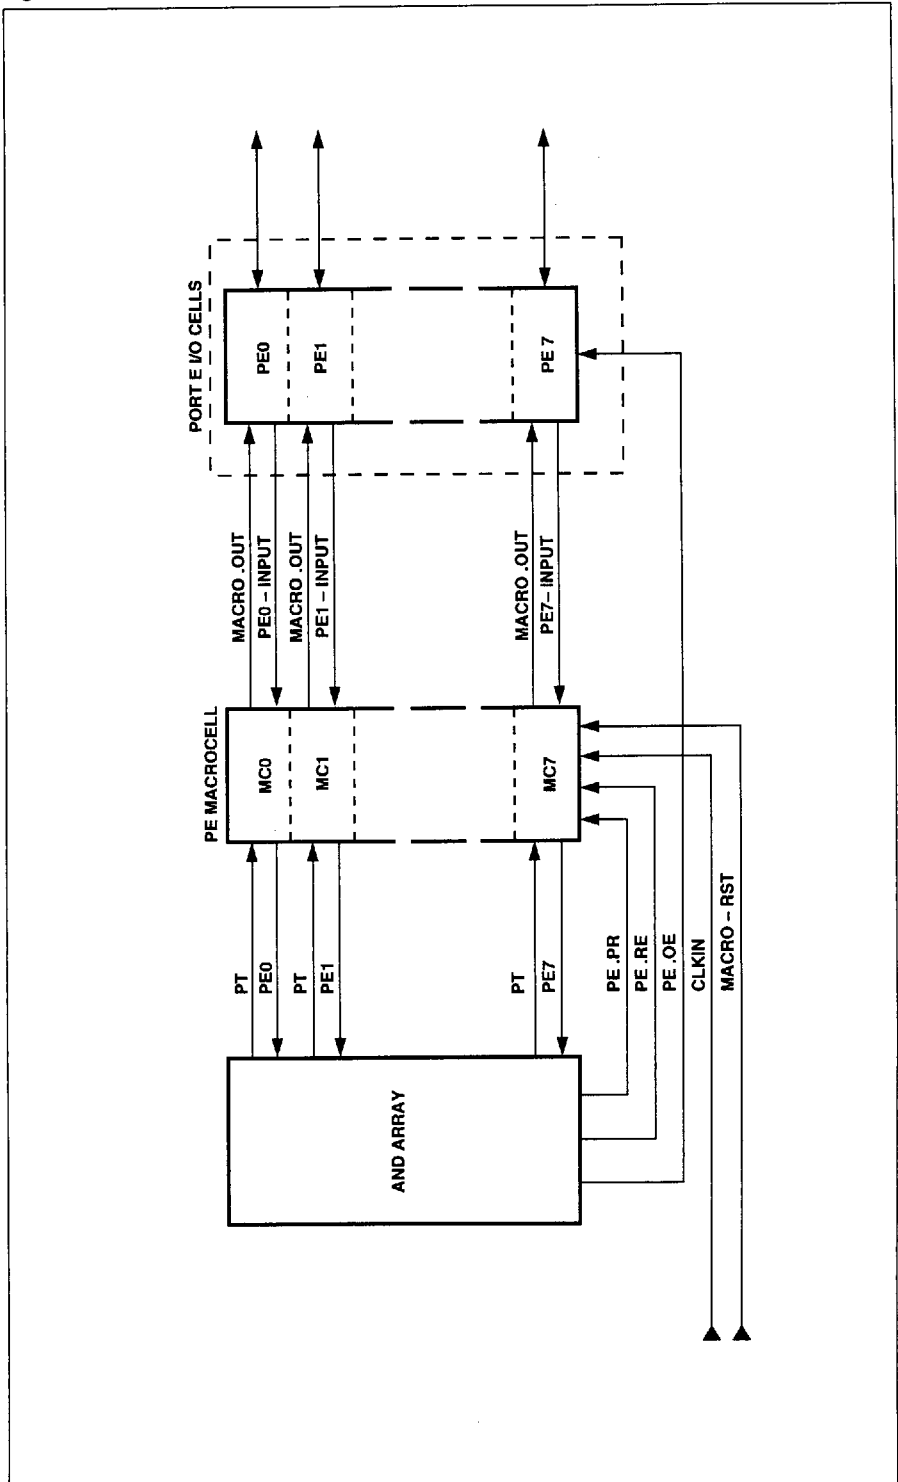 PORT E I/O CELLS
PE0
PE1
PE 7
MACRO .OUT
PE0 – INPUT
MACRO .OUT
PE1 – INPUT
MACRO .OUT
PE7– INPUT
PE MACROCELL
MC0
MC1
MC7
PT
PE0
PT
PE1
PT
PE7
PE .PR
PE .RE
PE .OE
CLKIN
MACRO – RST
AND ARRAY